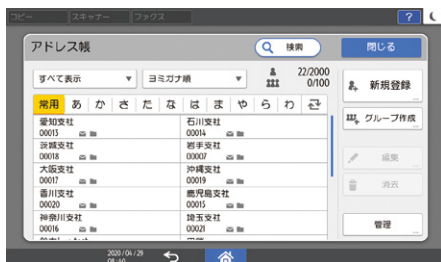 コピー スキャナー ファクス ?
アドレス帳 検索 閉じる
すべて表示 ▼ ヨミガナ順 ▼ 22/2000
0/100
新規登録
常用 あ か さ た な は ま や ら わ
愛知支社 石川支社
00013 00014
グループ作成
茨城支社 岩手支社
00018 00007
編集
大阪支社 沖縄支社
00017 00019
消去
香川支社 鹿児島支社
00020 00015
神奈川支社 埼玉支社
00016 00021
管理
2020/04/29